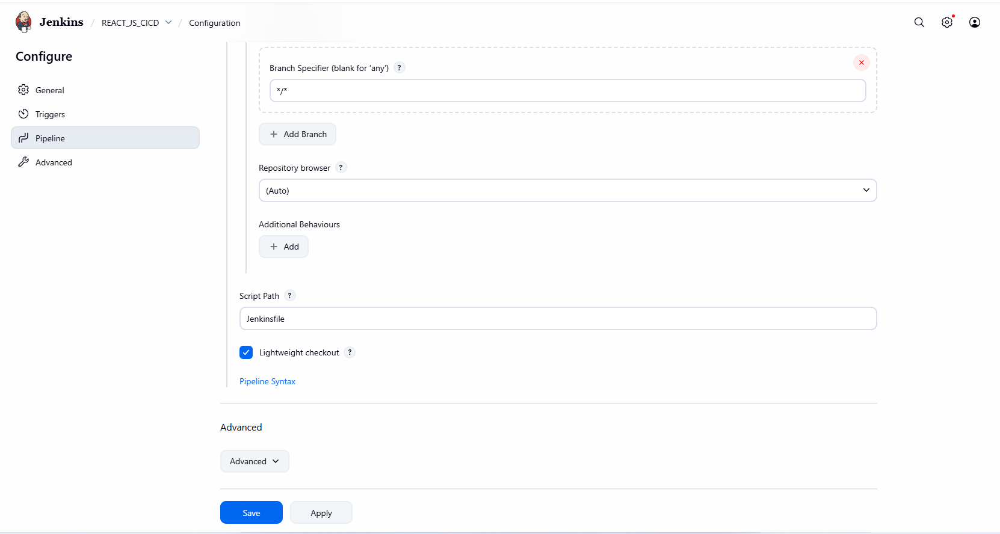 Jenkins / REACT_JS_CICD / Configuration
Configure
General
Triggers
Pipeline
Advanced
Branch Specifier (blank for 'any') ?
*/*
+ Add Branch
Repository browser ?
(Auto)
Additional Behaviours
+ Add
Script Path ?
Jenkinsfile
Lightweight checkout ?
Pipeline Syntax
Advanced
Advanced
Save Apply